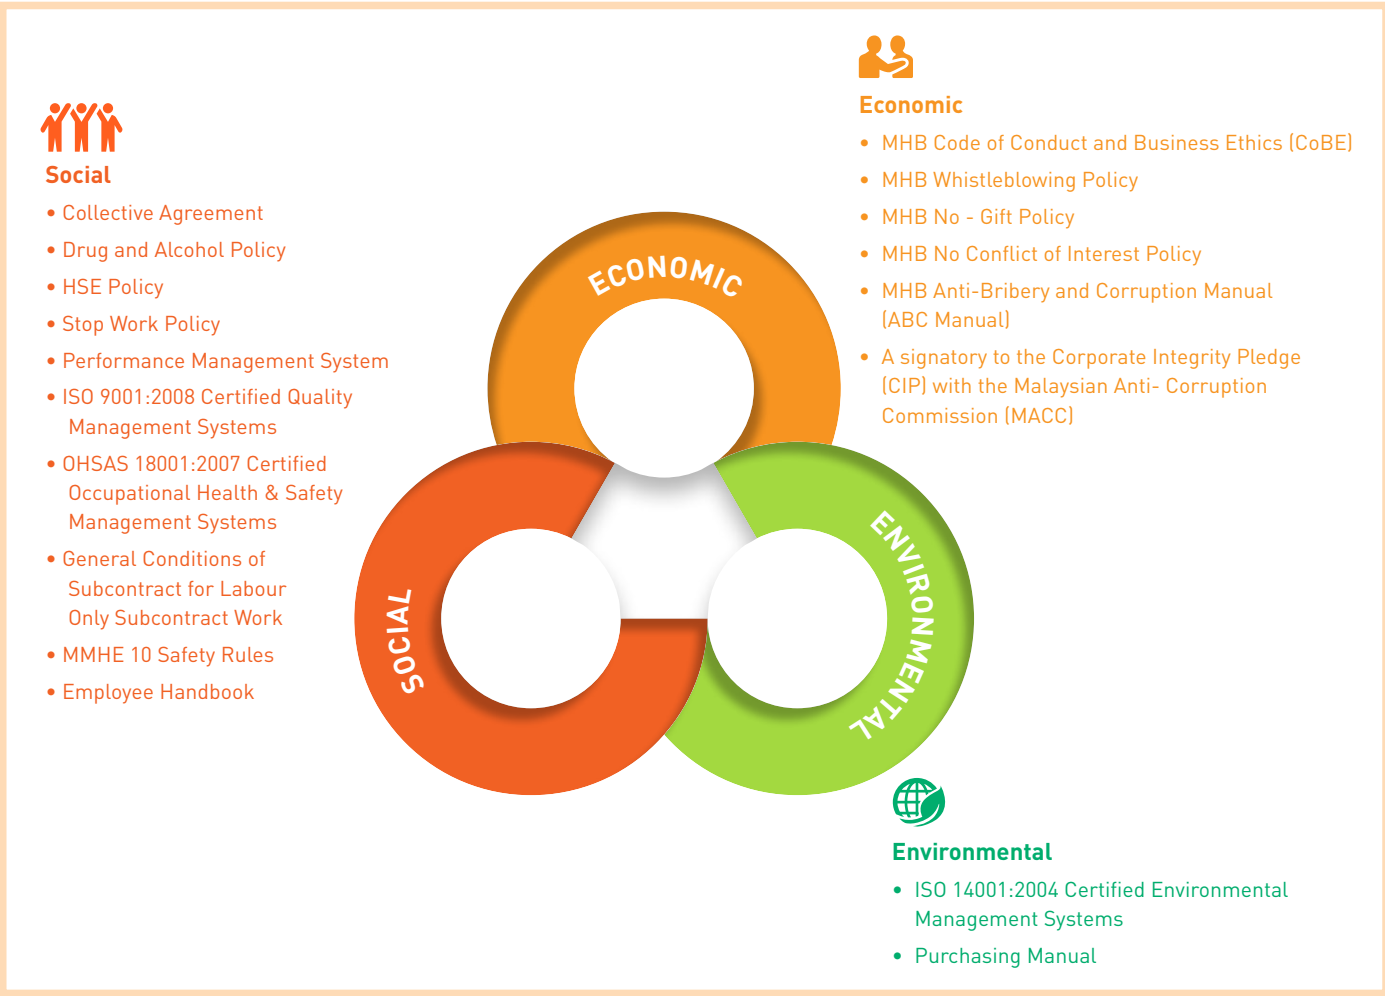 Social
• Collective Agreement
• Drug and Alcohol Policy
• HSE Policy
• Stop Work Policy
• Performance Management System
• ISO 9001:2008 Certified Quality
Management Systems
• OHSAS 18001:2007 Certified
Occupational Health & Safety
Management Systems
• General Conditions of
Subcontract for Labour
Only Subcontract Work
• MMHE 10 Safety Rules
• Employee Handbook
Economic
• MHB Code of Conduct and Business Ethics (CoBE)
• MHB Whistleblowing Policy
• MHB No - Gift Policy
• MHB No Conflict of Interest Policy
• MHB Anti-Bribery and Corruption Manual
(ABC Manual)
• A signatory to the Corporate Integrity Pledge
(CIP) with the Malaysian Anti- Corruption
Commission (MACC)
ECONOMIC
SOCIAL
ENVIRONMENTAL
Environmental
• ISO 14001:2004 Certified Environmental
Management Systems
• Purchasing Manual